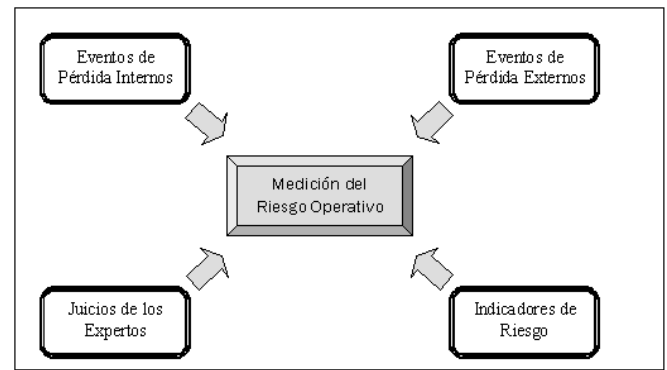 Eventos de
Pérdida Internos
Eventos de
Pérdida Externos
Medición del
Riesgo Operativo
Juicios de los
Expertos
Indicadores de
Riesgo